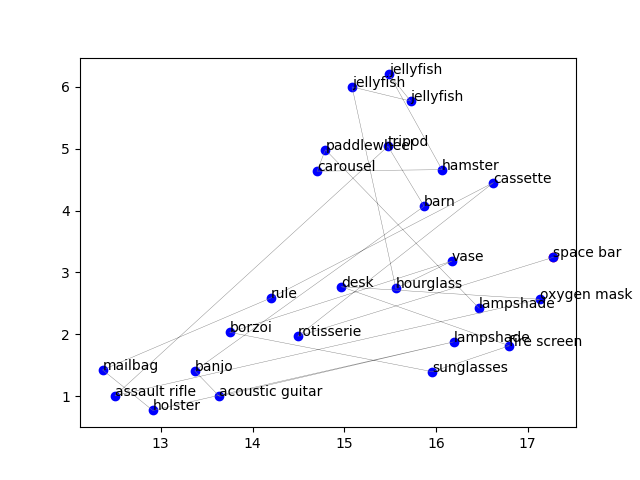 jellyfish
jellyfish
jellyfish
tripod
paddlewheel
carousel
hamster
cassette
barn
vase
space bar
desk
hourglass
rule
oxygen mask
lampshade
borzoi
rotisserie
lampshade
fire screen
mailbag
banjo
sunglasses
assault rifle
acoustic guitar
holster
6
5
4
3
2
1
13 14 15 16 17